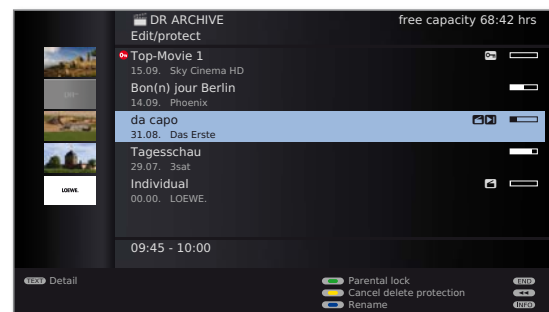 DR ARCHIVE free capacity 68:42 hrs
Edit/protect
Top-Movie 1
15.09. Sky Cinema HD
Bon(n) jour Berlin
14.09. Phoenix
da capo
31.08. Das Erste
Tagesschau
29.07. 3sat
LOEWE.
Individual
00.00. LOEWE.
09:45 - 10:00
TEXT Detail
Parental lock END
Cancel delete protection
Rename INFO